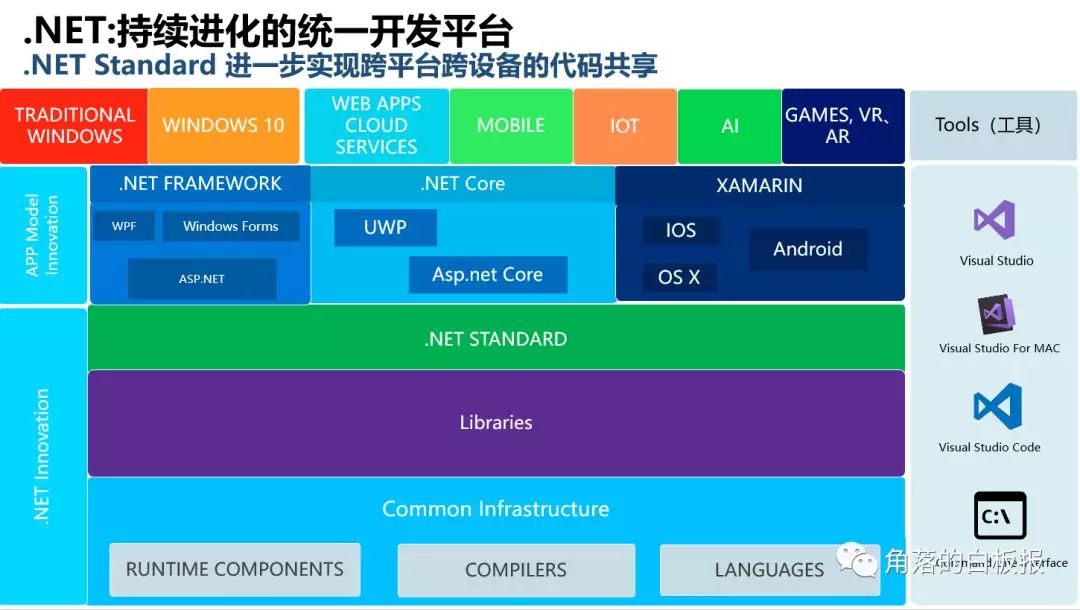 .NET:持续进化的统一开发平台
.NET Standard 进一步实现跨平台跨设备的代码共享
TRADITIONAL
WINDOWS
WINDOWS 10
WEB APPS
CLOUD
SERVICES
MOBILE
IOT
AI
GAMES, VR、
AR
Tools（工具）
APP Model
Innovation
.NET FRAMEWORK
WPF
Windows Forms
ASP.NET
.NET Core
UWP
Asp.net Core
XAMARIN
IOS
Android
OS X
.NET Innovation
.NET STANDARD
Libraries
Common Infrastructure
RUNTIME COMPONENTS
COMPILERS
LANGUAGES
Visual Studio
Visual Studio For MAC
Visual Studio Code
C:\
角落的白板报